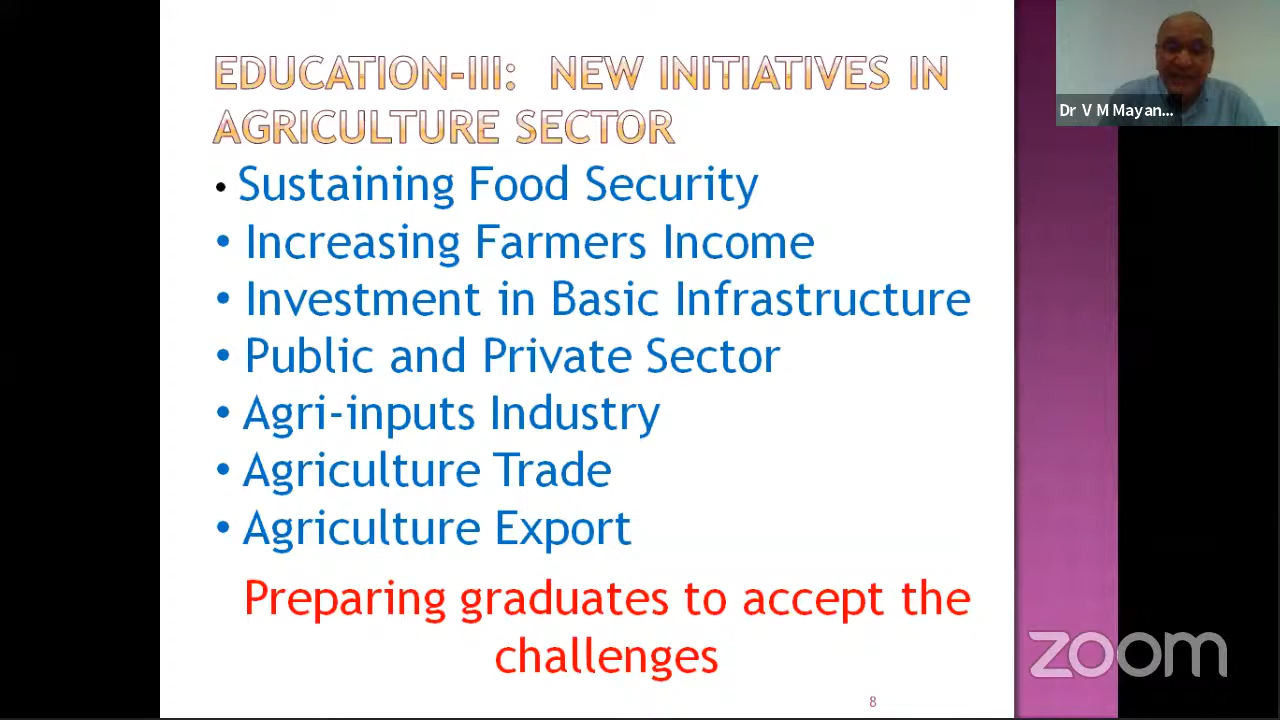 EDUCATION-III: NEW INITIATIVES IN
AGRICULTURE SECTOR
• Sustaining Food Security
• Increasing Farmers Income
• Investment in Basic Infrastructure
• Public and Private Sector
• Agri-inputs Industry
• Agriculture Trade
• Agriculture Export
Preparing graduates to accept the
challenges
8
Dr V M Mayan...
zoom